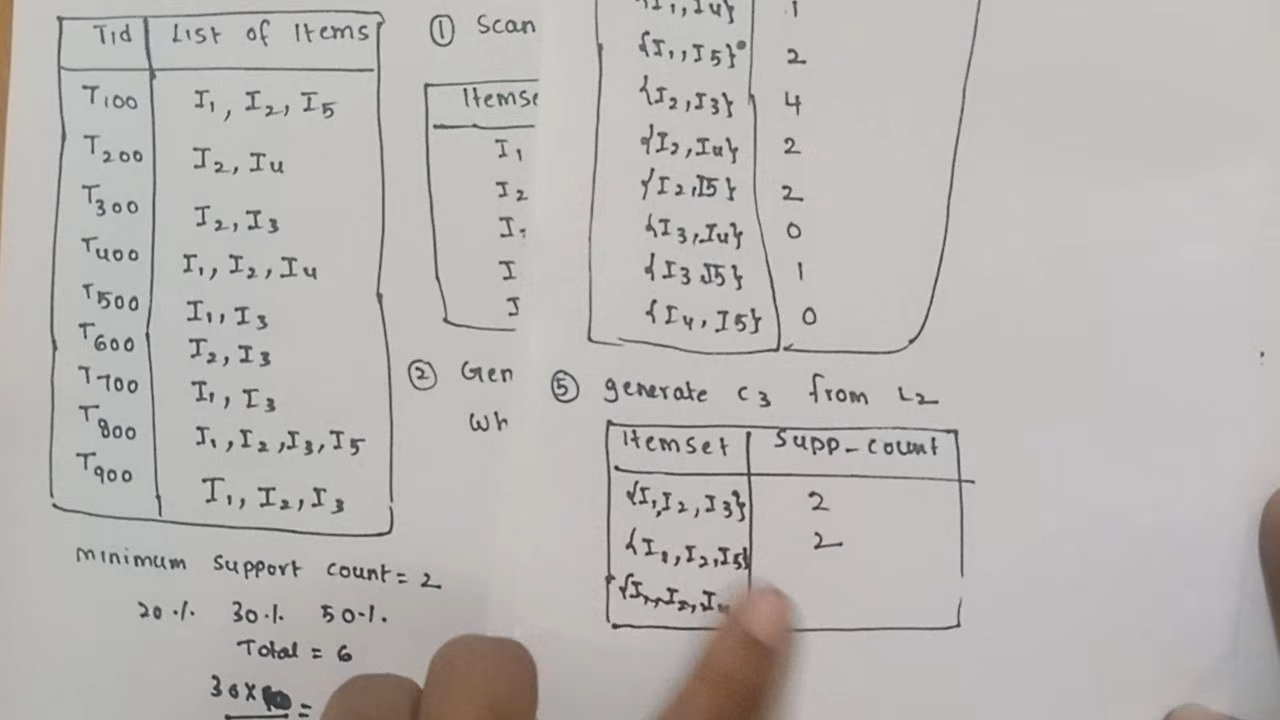 Tid List of Items
T100 I1, I2, I5
T200 I2, I4
T300 I2, I3
T400 I1, I2, I4
T500 I1, I3
T600 I2, I3
T700 I1, I3
T800 I1, I2, I3, I5
T900 I1, I2, I3
minimum support count = 2
20.% 30.% 50.%.
Total = 6
30 X
=
① Scan
Itemse
I1
I2
I
I
② Gen
Wh
{I1, I4} 1
{I1, I5} 2
{I2, I3} 4
{I2, I4} 2
{I2, I5} 2
{I3, I4} 0
{I3 I5} 1
{I4, I5} 0
⑤ generate C3 from L2
Itemset Supp-count
{I1, I2, I3} 2
{I1, I2, I5} 2